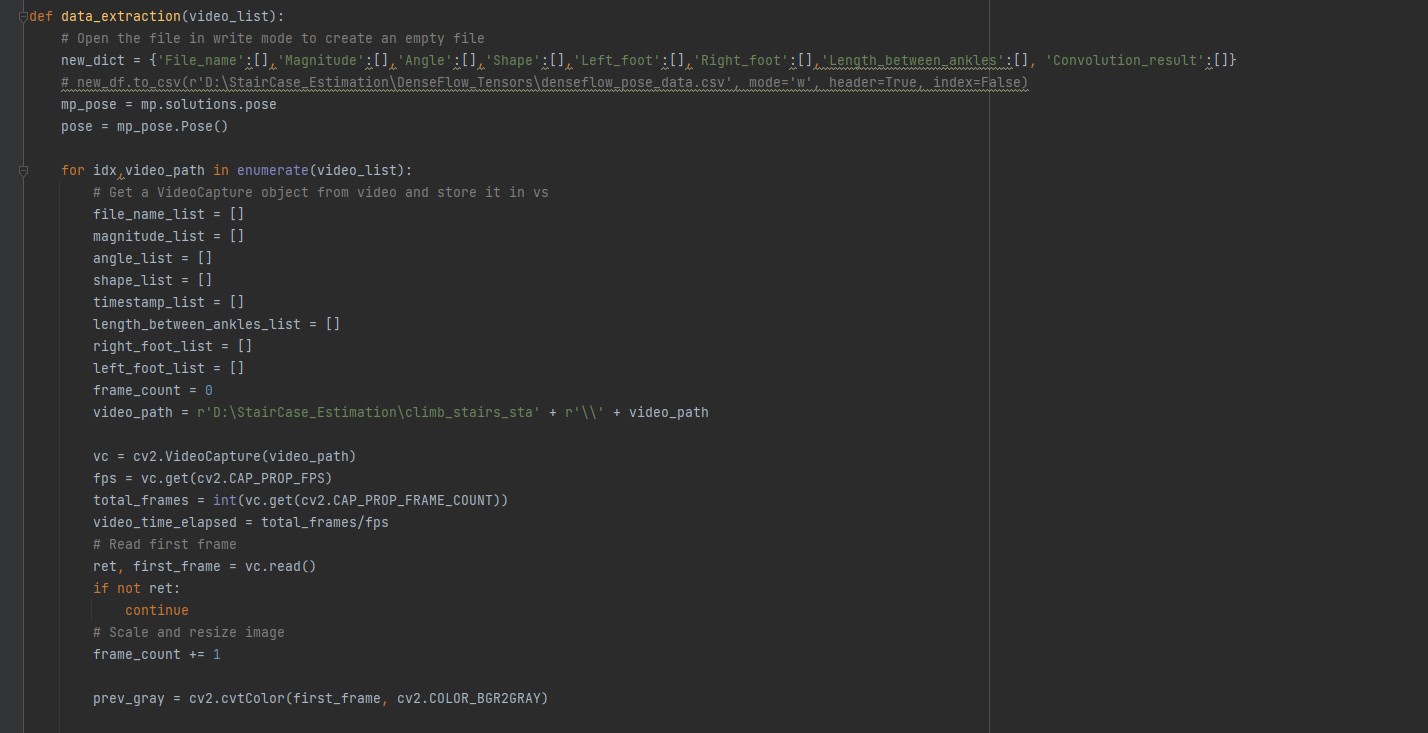 def data_extraction(video_list):
    # Open the file in write mode to create an empty file
    new_dict = {'File_name':[],'Magnitude':[],'Angle':[],'Shape':[],'Left_foot':[],'Right_foot':[],'Length_between_ankles':[], 'Convolution_result':[]}
    # new_df.to_csv(r'D:\StairCase_Estimation\DenseFlow_Tensors\denseflow_pose_data.csv', mode='w', header=True, index=False)
    mp_pose = mp.solutions.pose
    pose = mp_pose.Pose()

    for idx,video_path in enumerate(video_list):
        # Get a VideoCapture object from video and store it in vs
        file_name_list = []
        magnitude_list = []
        angle_list = []
        shape_list = []
        timestamp_list = []
        length_between_ankles_list = []
        right_foot_list = []
        left_foot_list = []
        frame_count = 0
        video_path = r'D:\StairCase_Estimation\climb_stairs_sta' + r'\\' + video_path

        vc = cv2.VideoCapture(video_path)
        fps = vc.get(cv2.CAP_PROP_FPS)
        total_frames = int(vc.get(cv2.CAP_PROP_FRAME_COUNT))
        video_time_elapsed = total_frames/fps
        # Read first frame
        ret, first_frame = vc.read()
        if not ret:
            continue
        # Scale and resize image
        frame_count += 1

        prev_gray = cv2.cvtColor(first_frame, cv2.COLOR_BGR2GRAY)